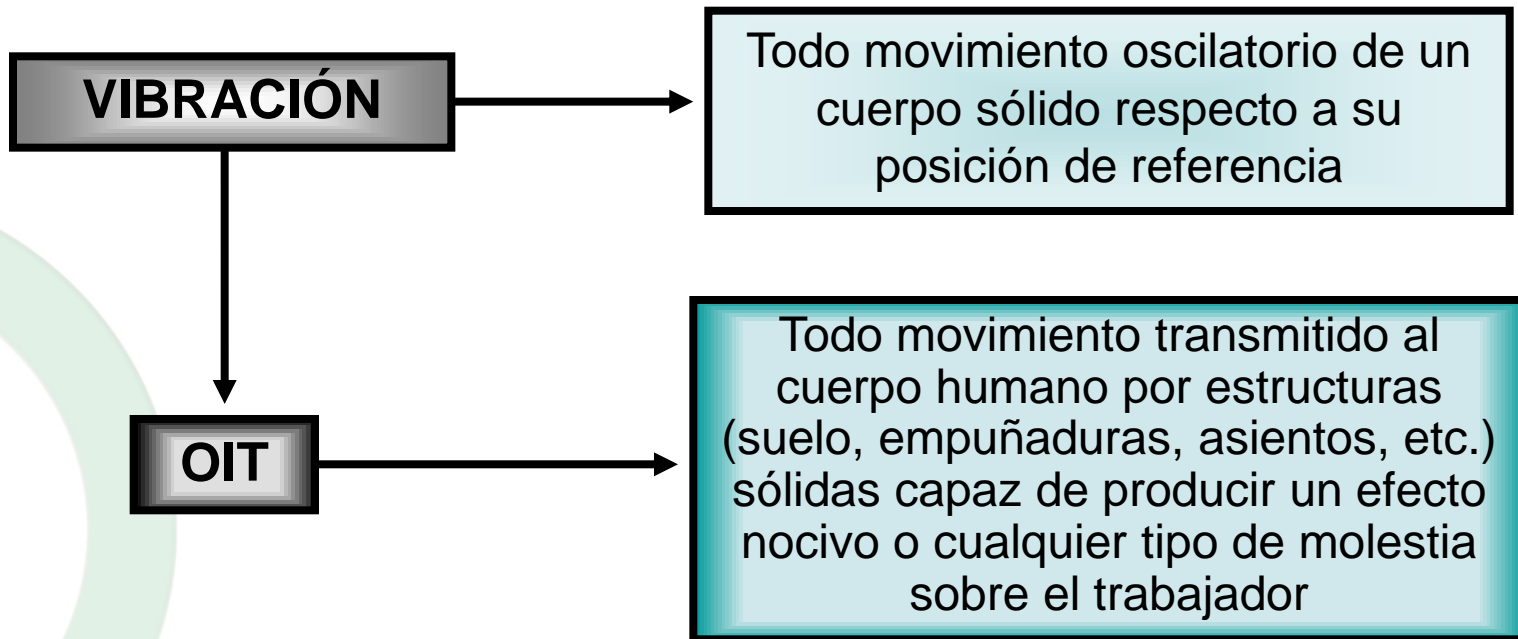 VIBRACIÓN
Todo movimiento oscilatorio de un
cuerpo sólido respecto a su
posición de referencia
OIT
Todo movimiento transmitido al
cuerpo humano por estructuras
(suelo, empuñaduras, asientos, etc.)
sólidas capaz de producir un efecto
nocivo o cualquier tipo de molestia
sobre el trabajador